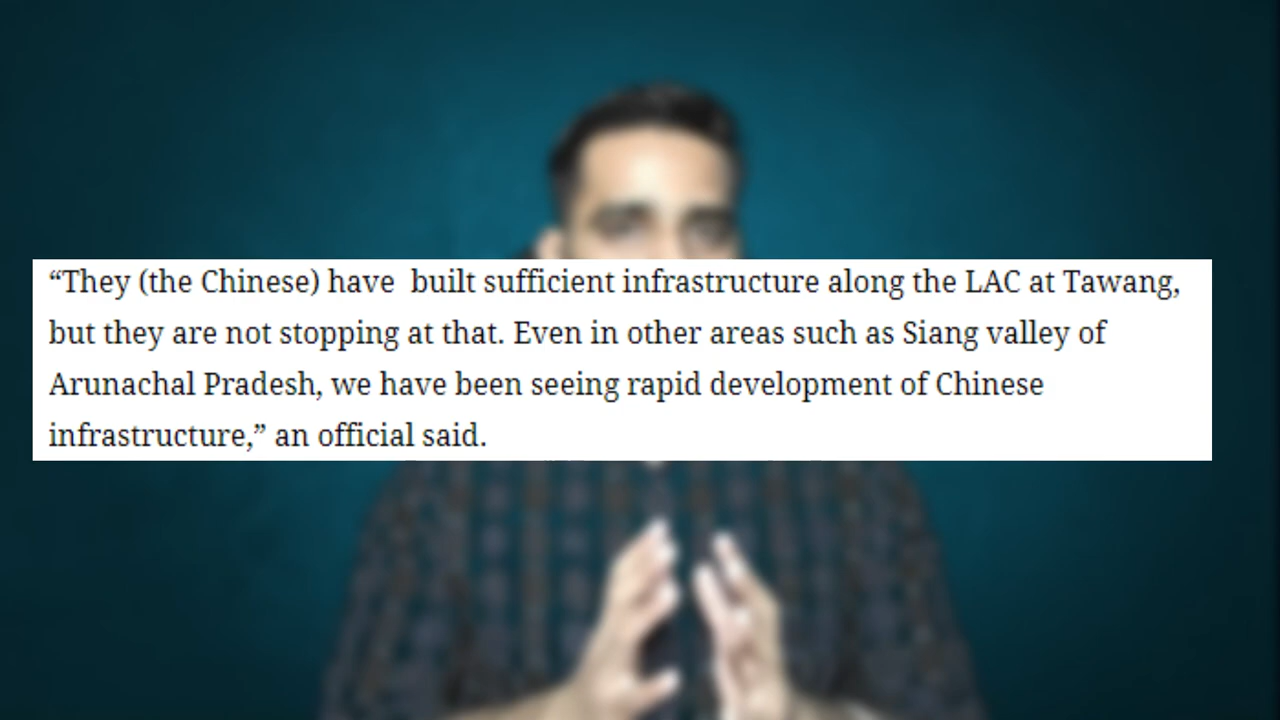 “They (the Chinese) have  built sufficient infrastructure along the LAC at Tawang,
but they are not stopping at that. Even in other areas such as Siang valley of
Arunachal Pradesh, we have been seeing rapid development of Chinese
infrastructure,” an official said.